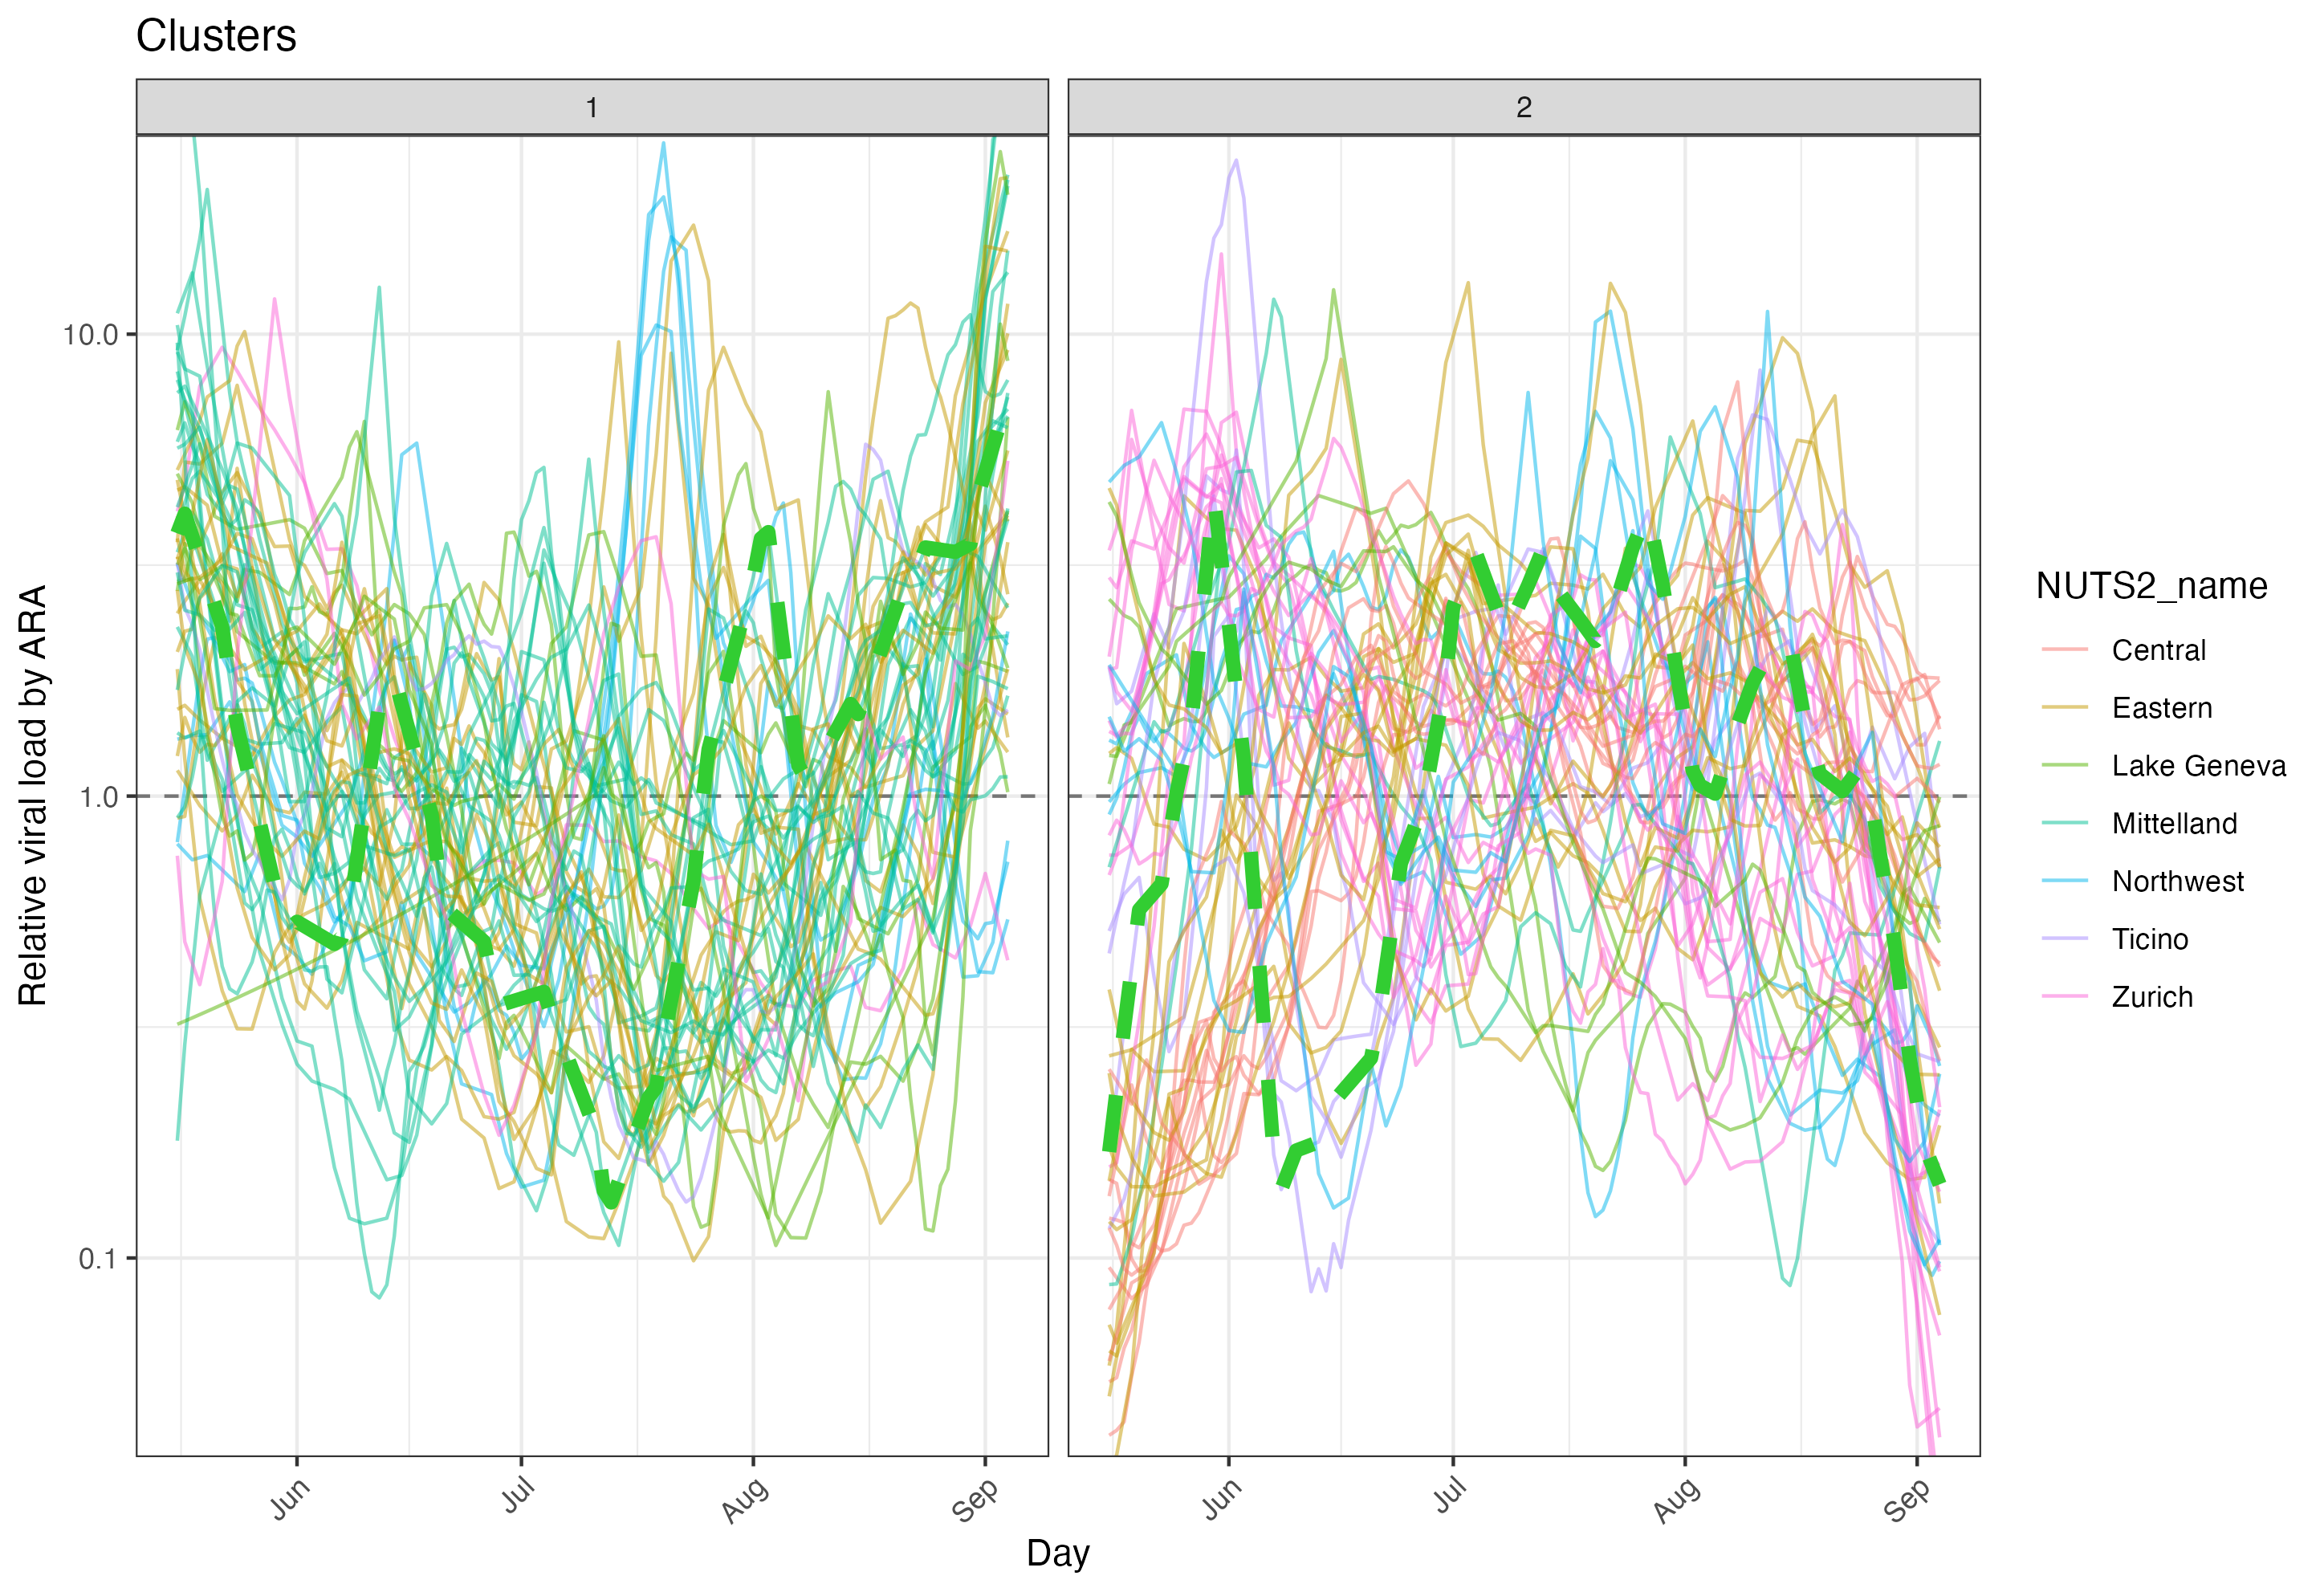 Clusters
1
2
Relative viral load by ARA
10.0
1.0
0.1
Jun
Jul
Aug
Sep
Jun
Jul
Aug
Sep
Day
NUTS2_name
Central
Eastern
Lake Geneva
Mittelland
Northwest
Ticino
Zurich